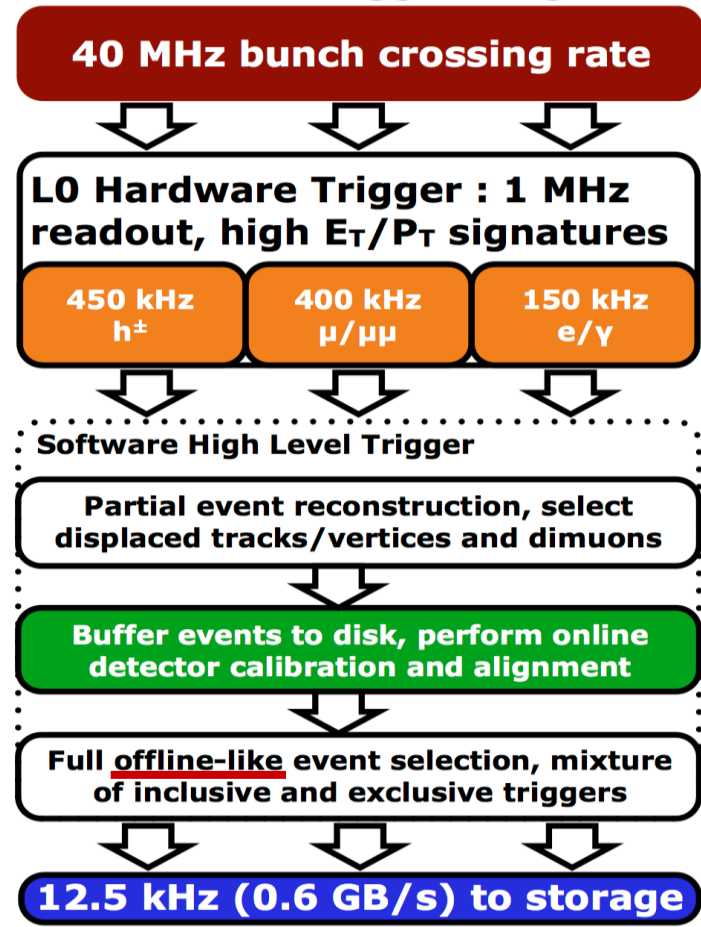 40 MHz bunch crossing rate
L0 Hardware Trigger : 1 MHz
readout, high ET/PT signatures
450 kHz
h±
400 kHz
μ/μμ
150 kHz
e/γ
Software High Level Trigger
Partial event reconstruction, select
displaced tracks/vertices and dimuons
Buffer events to disk, perform online
detector calibration and alignment
Full offline-like event selection, mixture
of inclusive and exclusive triggers
12.5 kHz (0.6 GB/s) to storage